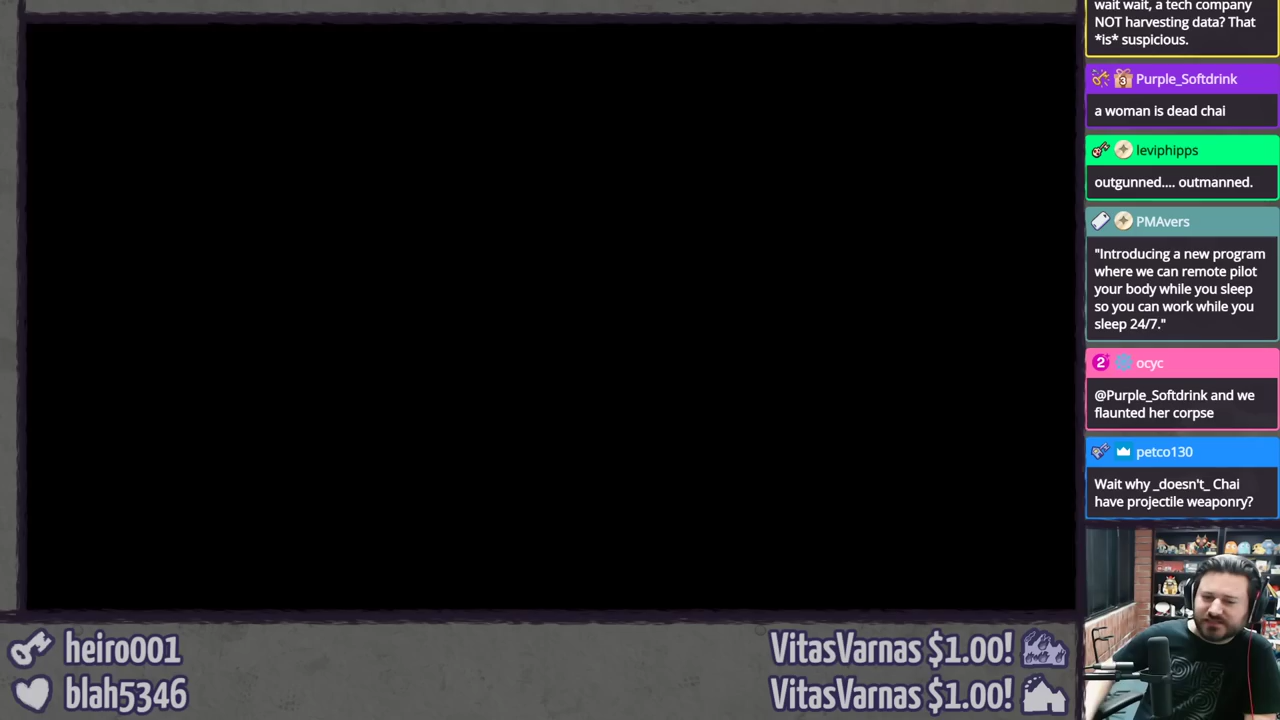 wait wait, a tech company
NOT harvesting data? That
*is* suspicious.
3 Purple_Softdrink
a woman is dead chai
leviphipps
outgunned.... outmanned.
PMAvers
"Introducing a new program
where we can remote pilot
your body while you sleep
so you can work while you
sleep 24/7."
2 ocyc
@Purple_Softdrink and we
flaunted her corpse
petco130
Wait why _doesn't_ Chai
have projectile weaponry?
heiro001
blah5346
VitasVarnas $1.00!
VitasVarnas $1.00!